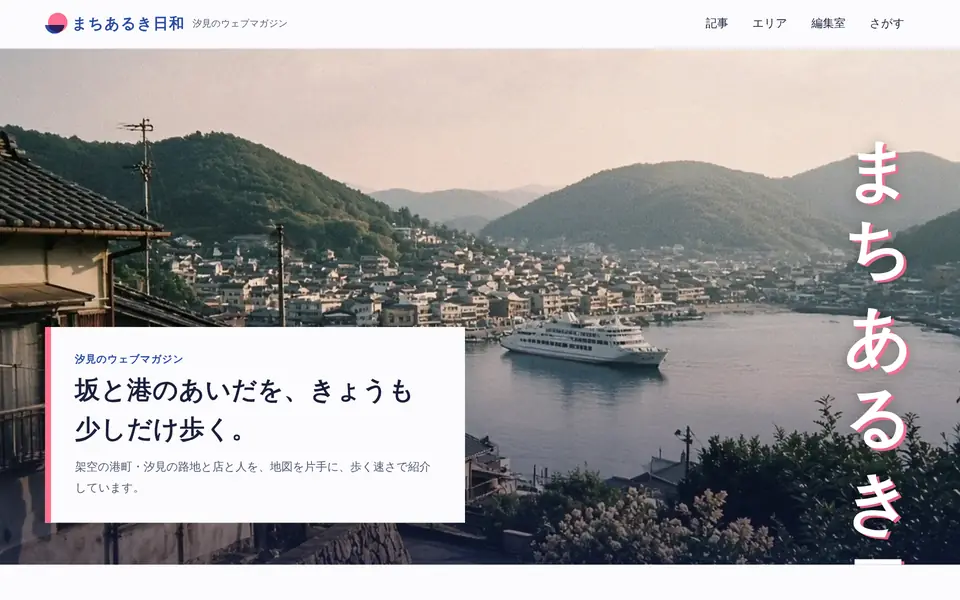 まちあるき日和
汐見のウェブマガジン
記事
エリア
編集室
さがす
まちあるき
汐見のウェブマガジン
坂と港のあいだを、きょうも
少しだけ歩く。
架空の港町・汐見の路地と店と人を、地図を片手に、歩く速さで紹介
しています。